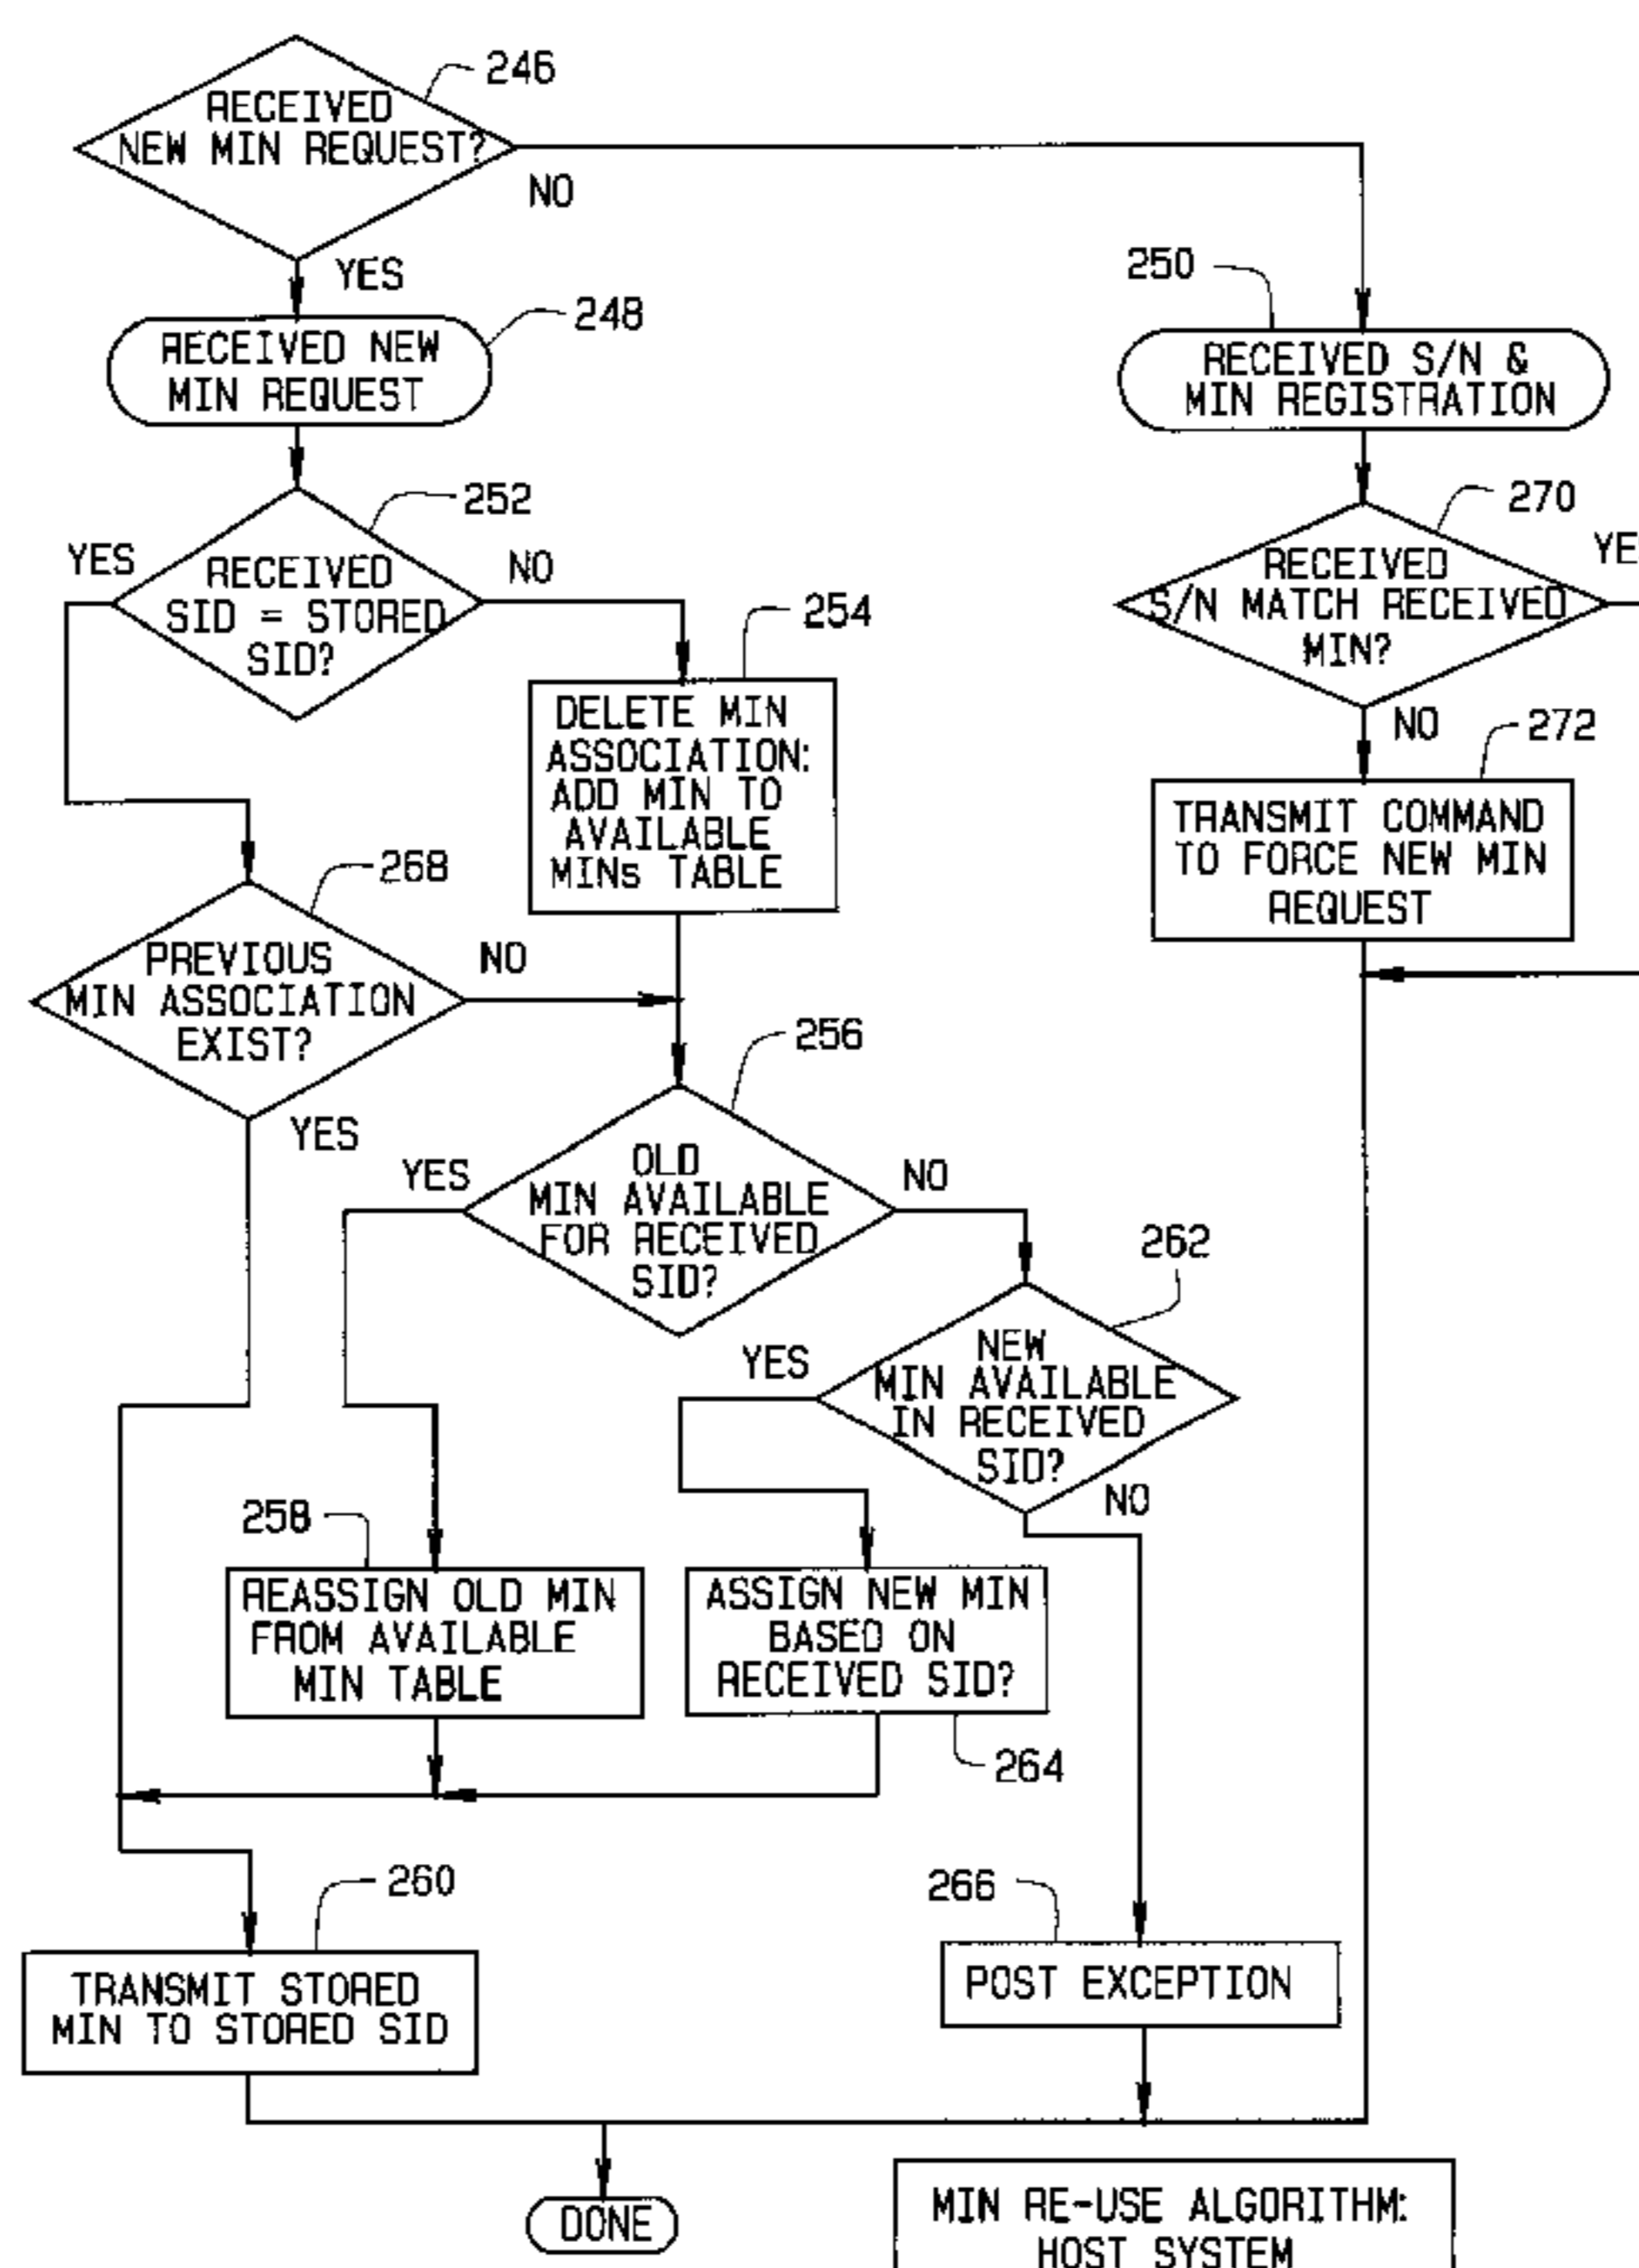 246
RECEIVED
NEW MIN REQUEST?
NO
YES
250
248
RECEIVED NEW
MIN REQUEST
RECEIVED S/N &
MIN REGISTRATION
252
270
YES
NO
RECEIVED
SID = STORED
SID?
RECEIVED
S/N MATCH RECEIVED
MIN?
YE
254
DELETE MIN
ASSOCIATION:
ADD MIN TO
AVAILABLE
MINs TABLE
NO
272
TRANSMIT COMMAND
TO FORCE NEW MIN
REQUEST
268
PREVIOUS
MIN ASSOCIATION
EXIST?
NO
YES
256
YES
OLD
MIN AVAILABLE
FOR RECEIVED
SID?
NO
262
YES
NEW
MIN AVAILABLE
IN RECEIVED
SID?
NO
258
REASSIGN OLD MIN
FROM AVAILABLE
MIN TABLE
ASSIGN NEW MIN
BASED ON
RECEIVED SID?
264
260
266
TRANSMIT STORED
MIN TO STORED SID
POST EXCEPTION
DONE
MIN RE-USE ALGORITHM:
HOST SYSTEM